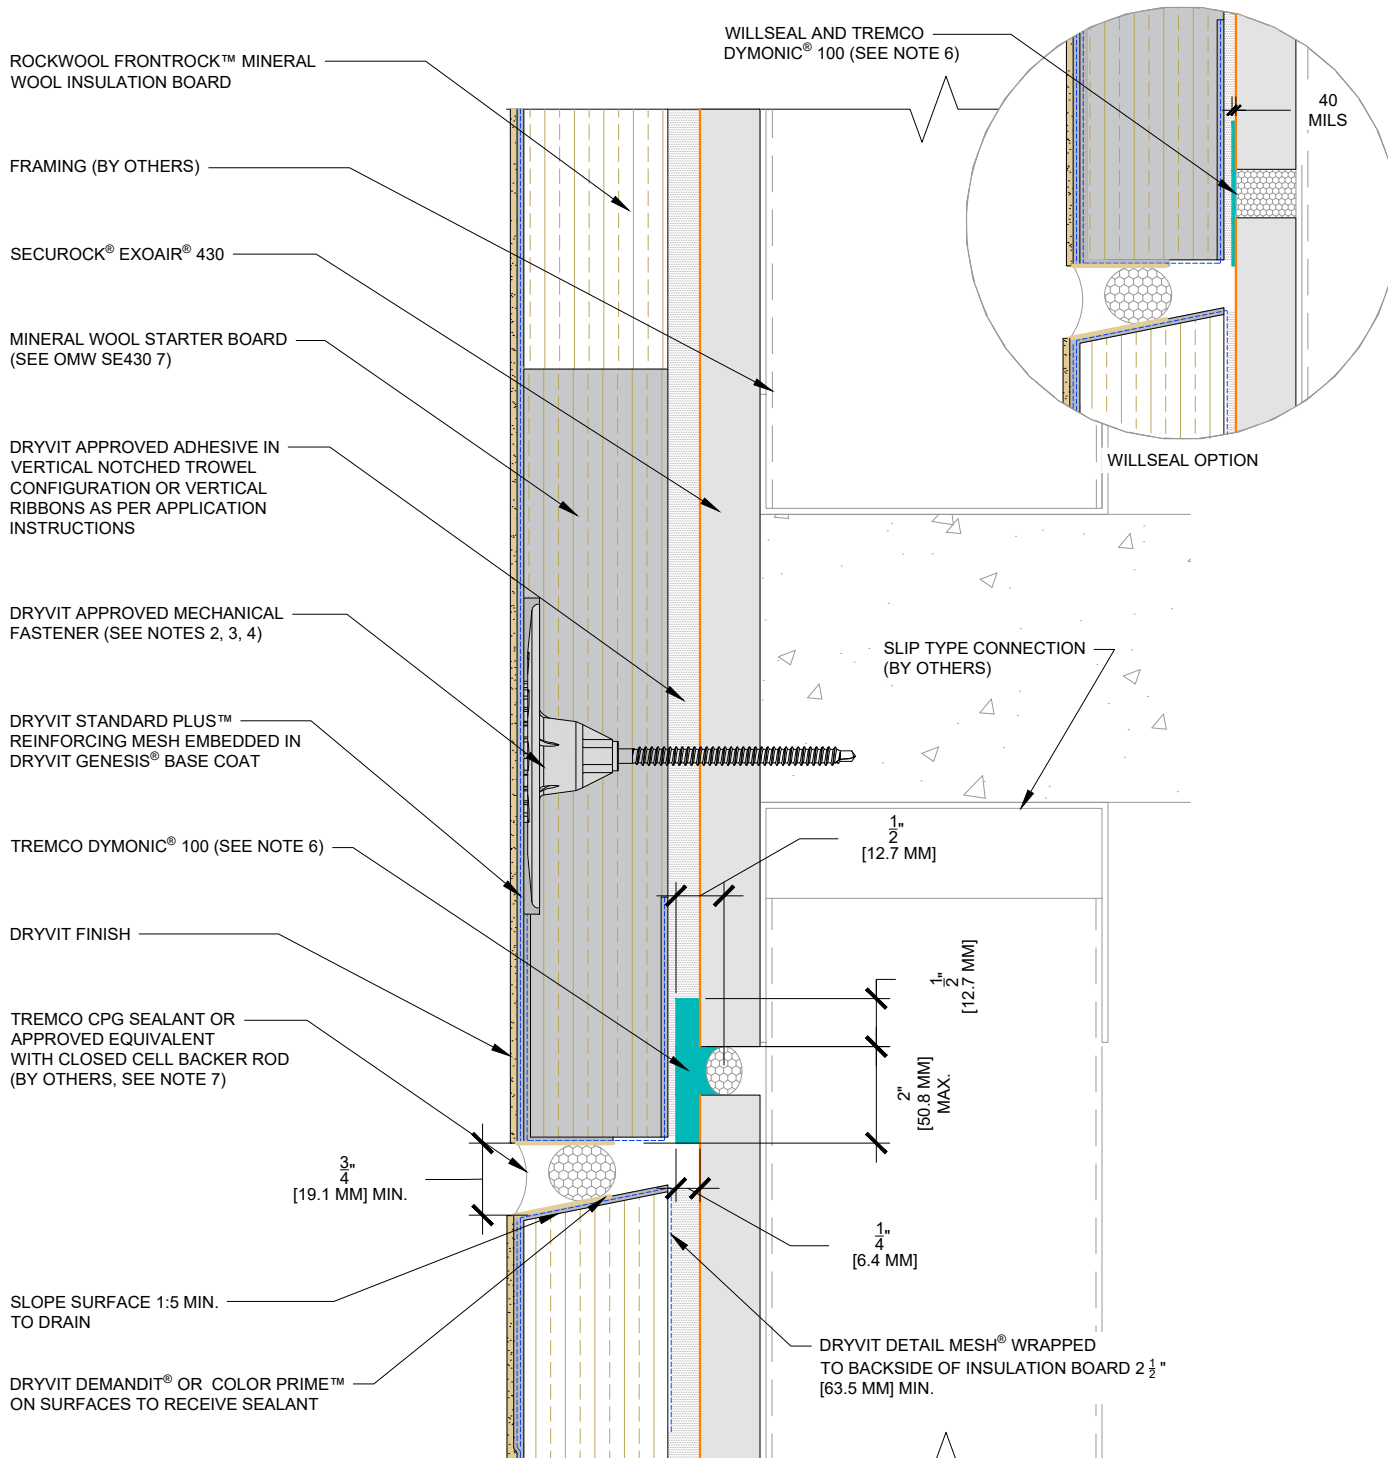 ROCKWOOL FRONTROCK™ MINERAL
WOOL INSULATION BOARD
FRAMING (BY OTHERS)
SECUROCK® EXOAIR® 430
MINERAL WOOL STARTER BOARD
(SEE OMW SE430 7)
DRYVIT APPROVED ADHESIVE IN
VERTICAL NOTCHED TROWEL
CONFIGURATION OR VERTICAL
RIBBONS AS PER APPLICATION
INSTRUCTIONS
DRYVIT APPROVED MECHANICAL
FASTENER (SEE NOTES 2, 3, 4)
DRYVIT STANDARD PLUS™
REINFORCING MESH EMBEDDED IN
DRYVIT GENESIS® BASE COAT
TREMCO DYMONIC® 100 (SEE NOTE 6)
DRYVIT FINISH
TREMCO CPG SEALANT OR
APPROVED EQUIVALENT
WITH CLOSED CELL BACKER ROD
(BY OTHERS, SEE NOTE 7)
3/4"
[19.1 MM] MIN.
SLOPE SURFACE 1:5 MIN.
TO DRAIN
DRYVIT DEMANDIT® OR COLOR PRIME™
ON SURFACES TO RECEIVE SEALANT
WILLSEAL AND TREMCO
DYMONIC® 100 (SEE NOTE 6)
40
MILS
WILLSEAL OPTION
SLIP TYPE CONNECTION
(BY OTHERS)
1/2"
[12.7 MM]
1/2"
[12.7 MM]
2"
[50.8 MM]
MAX.
1/4"
[6.4 MM]
DRYVIT DETAIL MESH® WRAPPED
TO BACKSIDE OF INSULATION BOARD 2 1/2"
[63.5 MM] MIN.